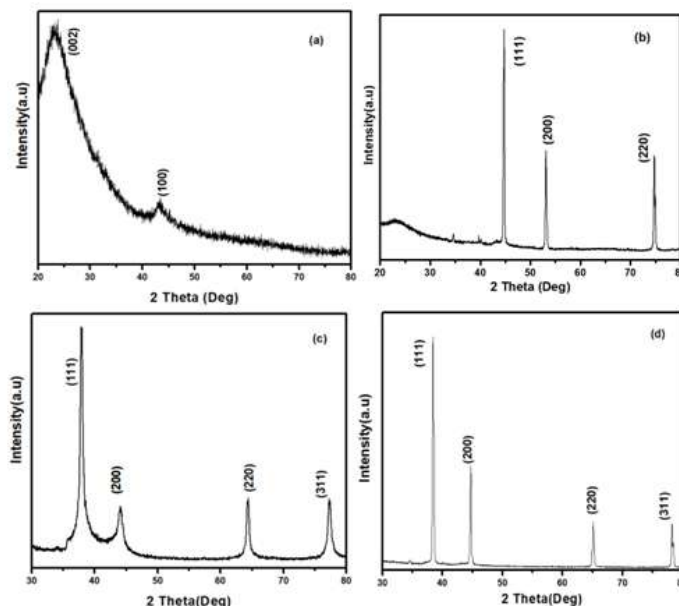 (a)
(002)
(100)
Intensity(a.u)
20 30 40 50 60 70 80
2 Theta (Deg)
(b)
(111)
(200)
(220)
Intensity(a.u)
20 30 40 50 60 70 80
2 Theta (Deg)
(c)
(111)
(200)
(220)
(311)
Intensity(a.u)
30 40 50 60 70 80
2 Theta(Deg)
(d)
(111)
(200)
(220)
(311)
Intensity(a.u)
30 40 50 60 70 80
2 Theta(Deg)